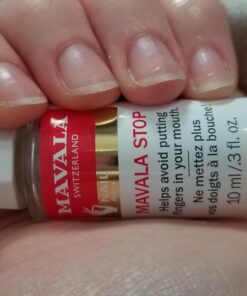 MAVALA
SWITZERLAND
NAIL
MAVALA STOP
Helps avoid putting
fingers in your mouth.
Ne mettez plus
vos doigts à la bouche!
10 ml/.3 fl.oz